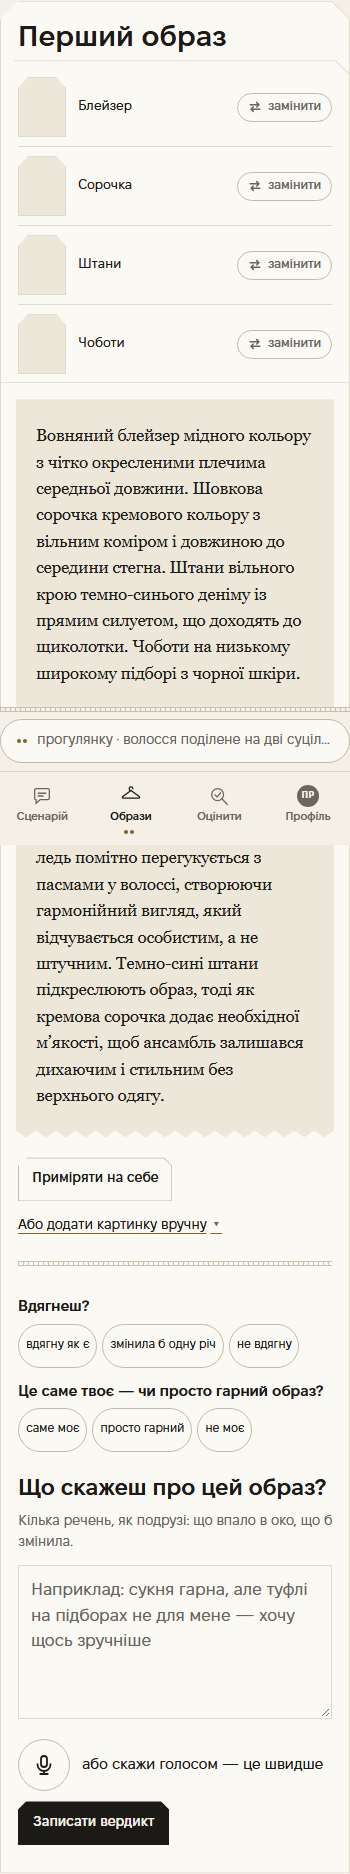 Перший образ
Блейзер
замінити
Сорочка
замінити
Штани
замінити
Чоботи
замінити
Вовняний блейзер мідного кольору
з чітко окресленими плечима
середньої довжини. Шовкова
сорочка кремового кольору з
вільним коміром і довжиною до
середини стегна. Штани вільного
крою темно-синього деніму із
прямим силуетом, що доходять до
щиколотки. Чоботи на низькому
широкому підборі з чорної шкіри.
прогулянку · волосся поділене на дві суціл...
Сценарій
Образи
Оцінити
ПР
Профіль
ледь помітно перегукується з
пасмами у волоссі, створюючи
гармонійний вигляд, який
відчувається особистим, а не
штучним. Темно-сині штани
підкреслюють образ, тоді як
кремова сорочка додає необхідної
м’якості, щоб ансамбль залишався
дихаючим і стильним без
верхнього одягу.
Приміряти на себе
Або додати картинку вручну
Вдягнеш?
вдягну як є
змінила б одну річ
не вдягну
Це саме твоє — чи просто гарний образ?
саме моє
просто гарний
не моє
Що скажеш про цей образ?
Кілька речень, як подрузі: що впало в око, що б
змінила.
Наприклад: сукня гарна, але туфлі
на підборах не для мене — хочу
щось зручніше
або скажи голосом — це швидше
Записати вердикт